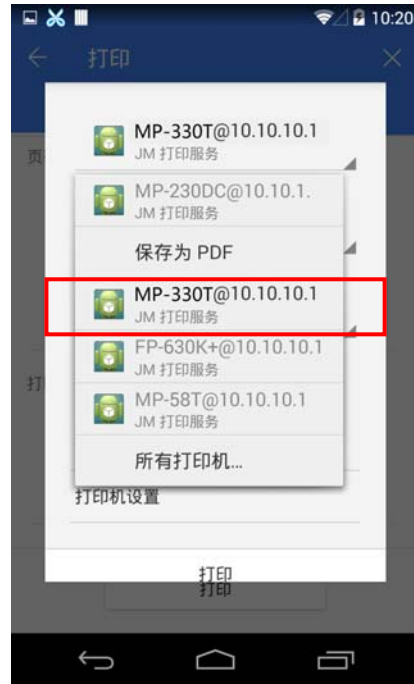 10:20
打印
MP-330T@10.10.10.1
JM 打印服务
页
MP-230DC@10.10.1.
JM 打印服务
保存为 PDF
MP-330T@10.10.10.1
JM 打印服务
FP-630K+@10.10.10.1
JM 打印服务
打
MP-58T@10.10.10.1
JM 打印服务
所有打印机...
打印机设置
打印
打印